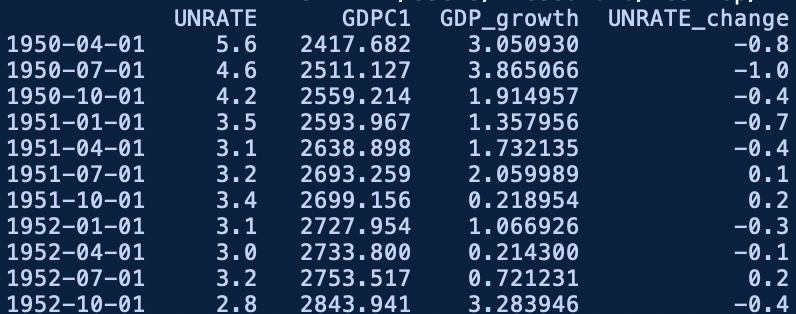 UNRATE GDPC1 GDP_growth UNRATE_change
1950-04-01 5.6 2417.682 3.050930 -0.8
1950-07-01 4.6 2511.127 3.865066 -1.0
1950-10-01 4.2 2559.214 1.914957 -0.4
1951-01-01 3.5 2593.967 1.357956 -0.7
1951-04-01 3.1 2638.898 1.732135 -0.4
1951-07-01 3.2 2693.259 2.059989 0.1
1951-10-01 3.4 2699.156 0.218954 0.2
1952-01-01 3.1 2727.954 1.066926 -0.3
1952-04-01 3.0 2733.800 0.214300 -0.1
1952-07-01 3.2 2753.517 0.721231 0.2
1952-10-01 2.8 2843.941 3.283946 -0.4